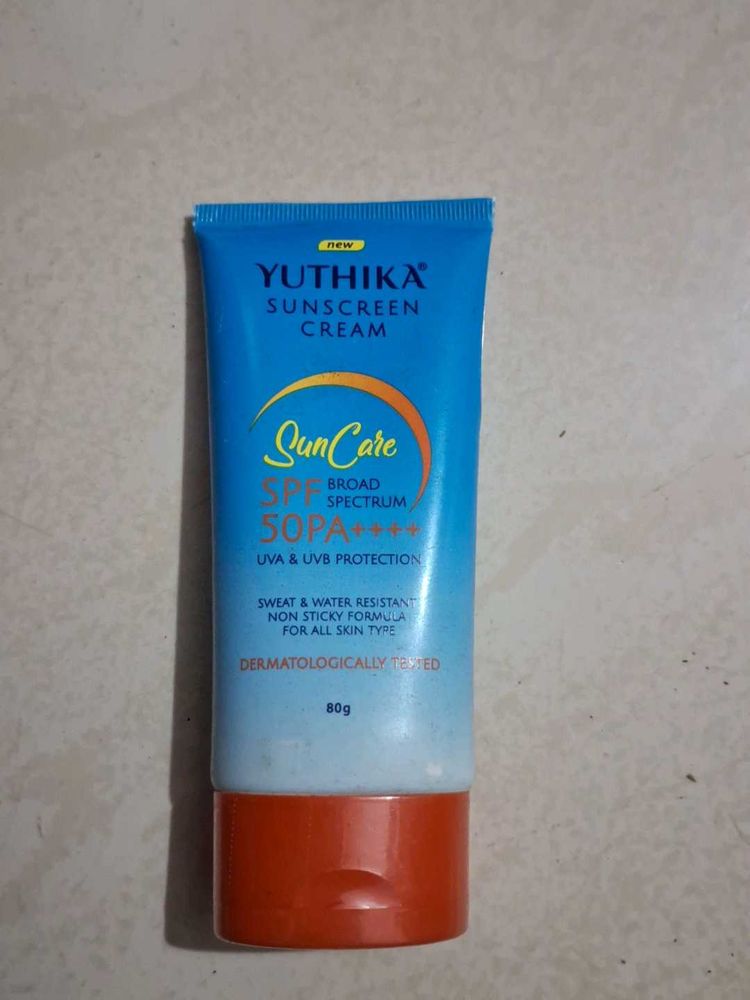 new
YUTHIKA®
SUNSCREEN
CREAM
SunCare
SPF BROAD
SPECTRUM
50PA++++
UVA & UVB PROTECTION
SWEAT & WATER RESISTANT
NON STICKY FORMULA
FOR ALL SKIN TYPE
DERMATOLOGICALLY TESTED
80g